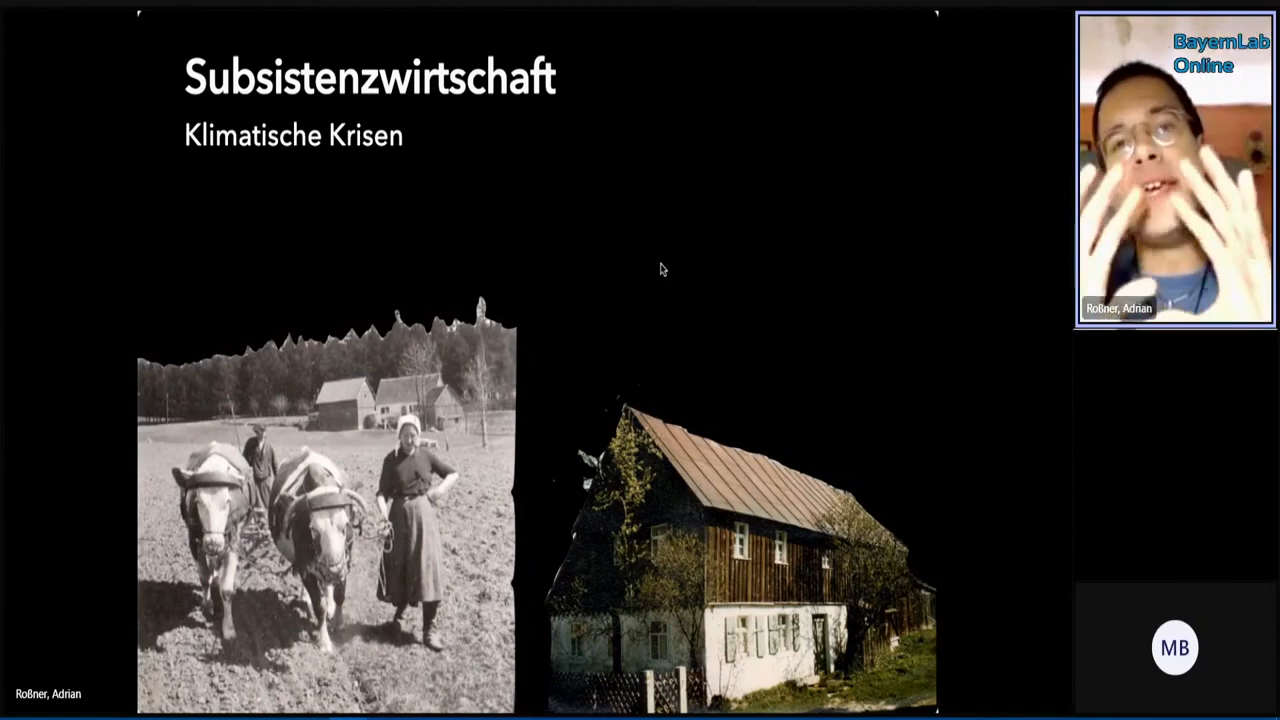 Subsistenzwirtschaft
Klimatische Krisen
BayernLab
Online
Roßner, Adrian
MB
Roßner, Adrian